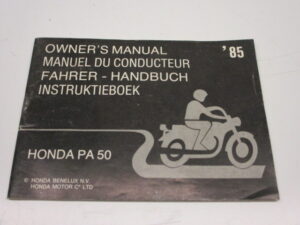 OWNER'S MANUAL '85
MANUEL DU CONDUCTEUR
FAHRER - HANDBUCH
INSTRUKTIEBOEK
HONDA PA 50
© HONDA BENELUX N.V.
HONDA MOTOR Cº LTD